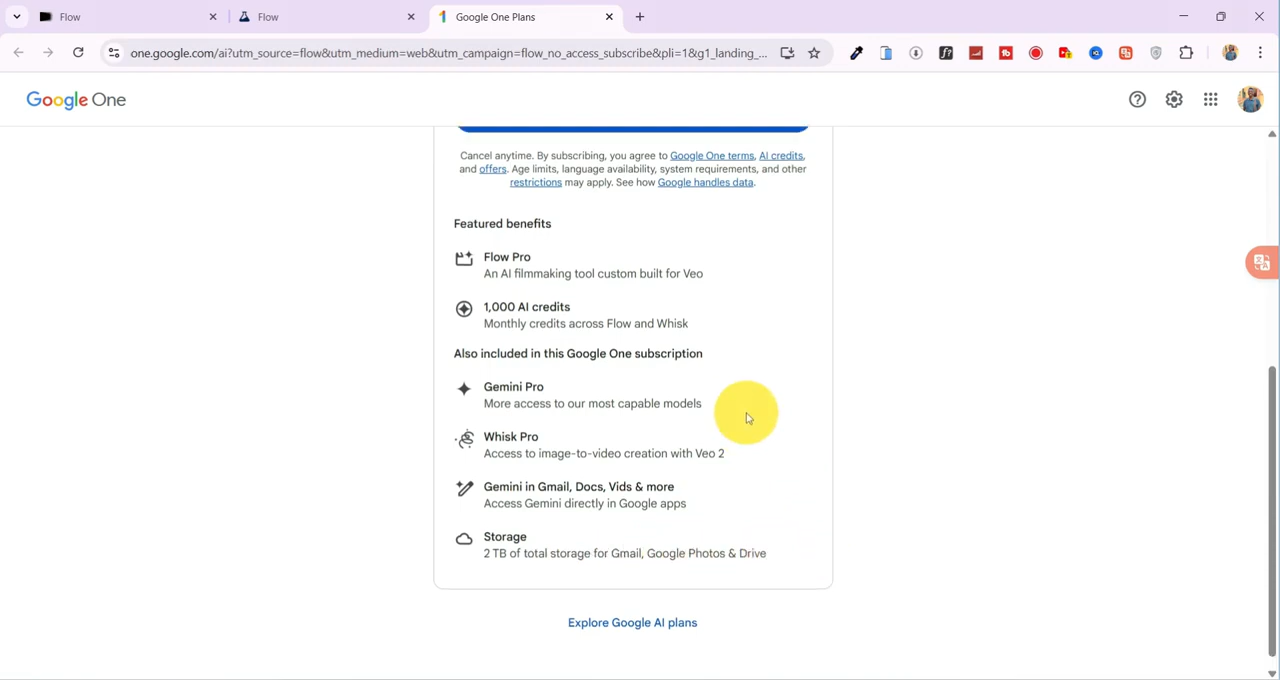 Flow
Flow
Google One Plans
one.google.com/ai?utm_source=flow&utm_medium=web&utm_campaign=flow_no_access_subscribe&pli=1&g1_landing_...
Google One
Cancel anytime. By subscribing, you agree to Google One terms, AI credits,
and offers. Age limits, language availability, system requirements, and other
restrictions may apply. See how Google handles data.
Featured benefits
Flow Pro
An AI filmmaking tool custom built for Veo
1,000 AI credits
Monthly credits across Flow and Whisk
Also included in this Google One subscription
Gemini Pro
More access to our most capable models
Whisk Pro
Access to image-to-video creation with Veo 2
Gemini in Gmail, Docs, Vids & more
Access Gemini directly in Google apps
Storage
2 TB of total storage for Gmail, Google Photos & Drive
Explore Google AI plans